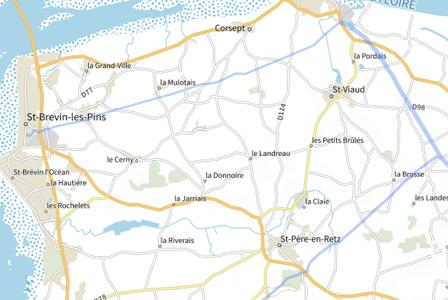 LOIRE
Corsept
la Grand-Ville
la Pordais
la Mulotais
D77
St-Viaud
D114
D98
St-Brevin-les-Pins
les Petits Brûlés
le Landreau
le Cerny
St-Brévin l'Océan
la Hautière
la Donnoire
la Brosse
la Jarriais
la Claie
les Landes
les Rochelets
la Riverais
St-Père-en-Retz
D78